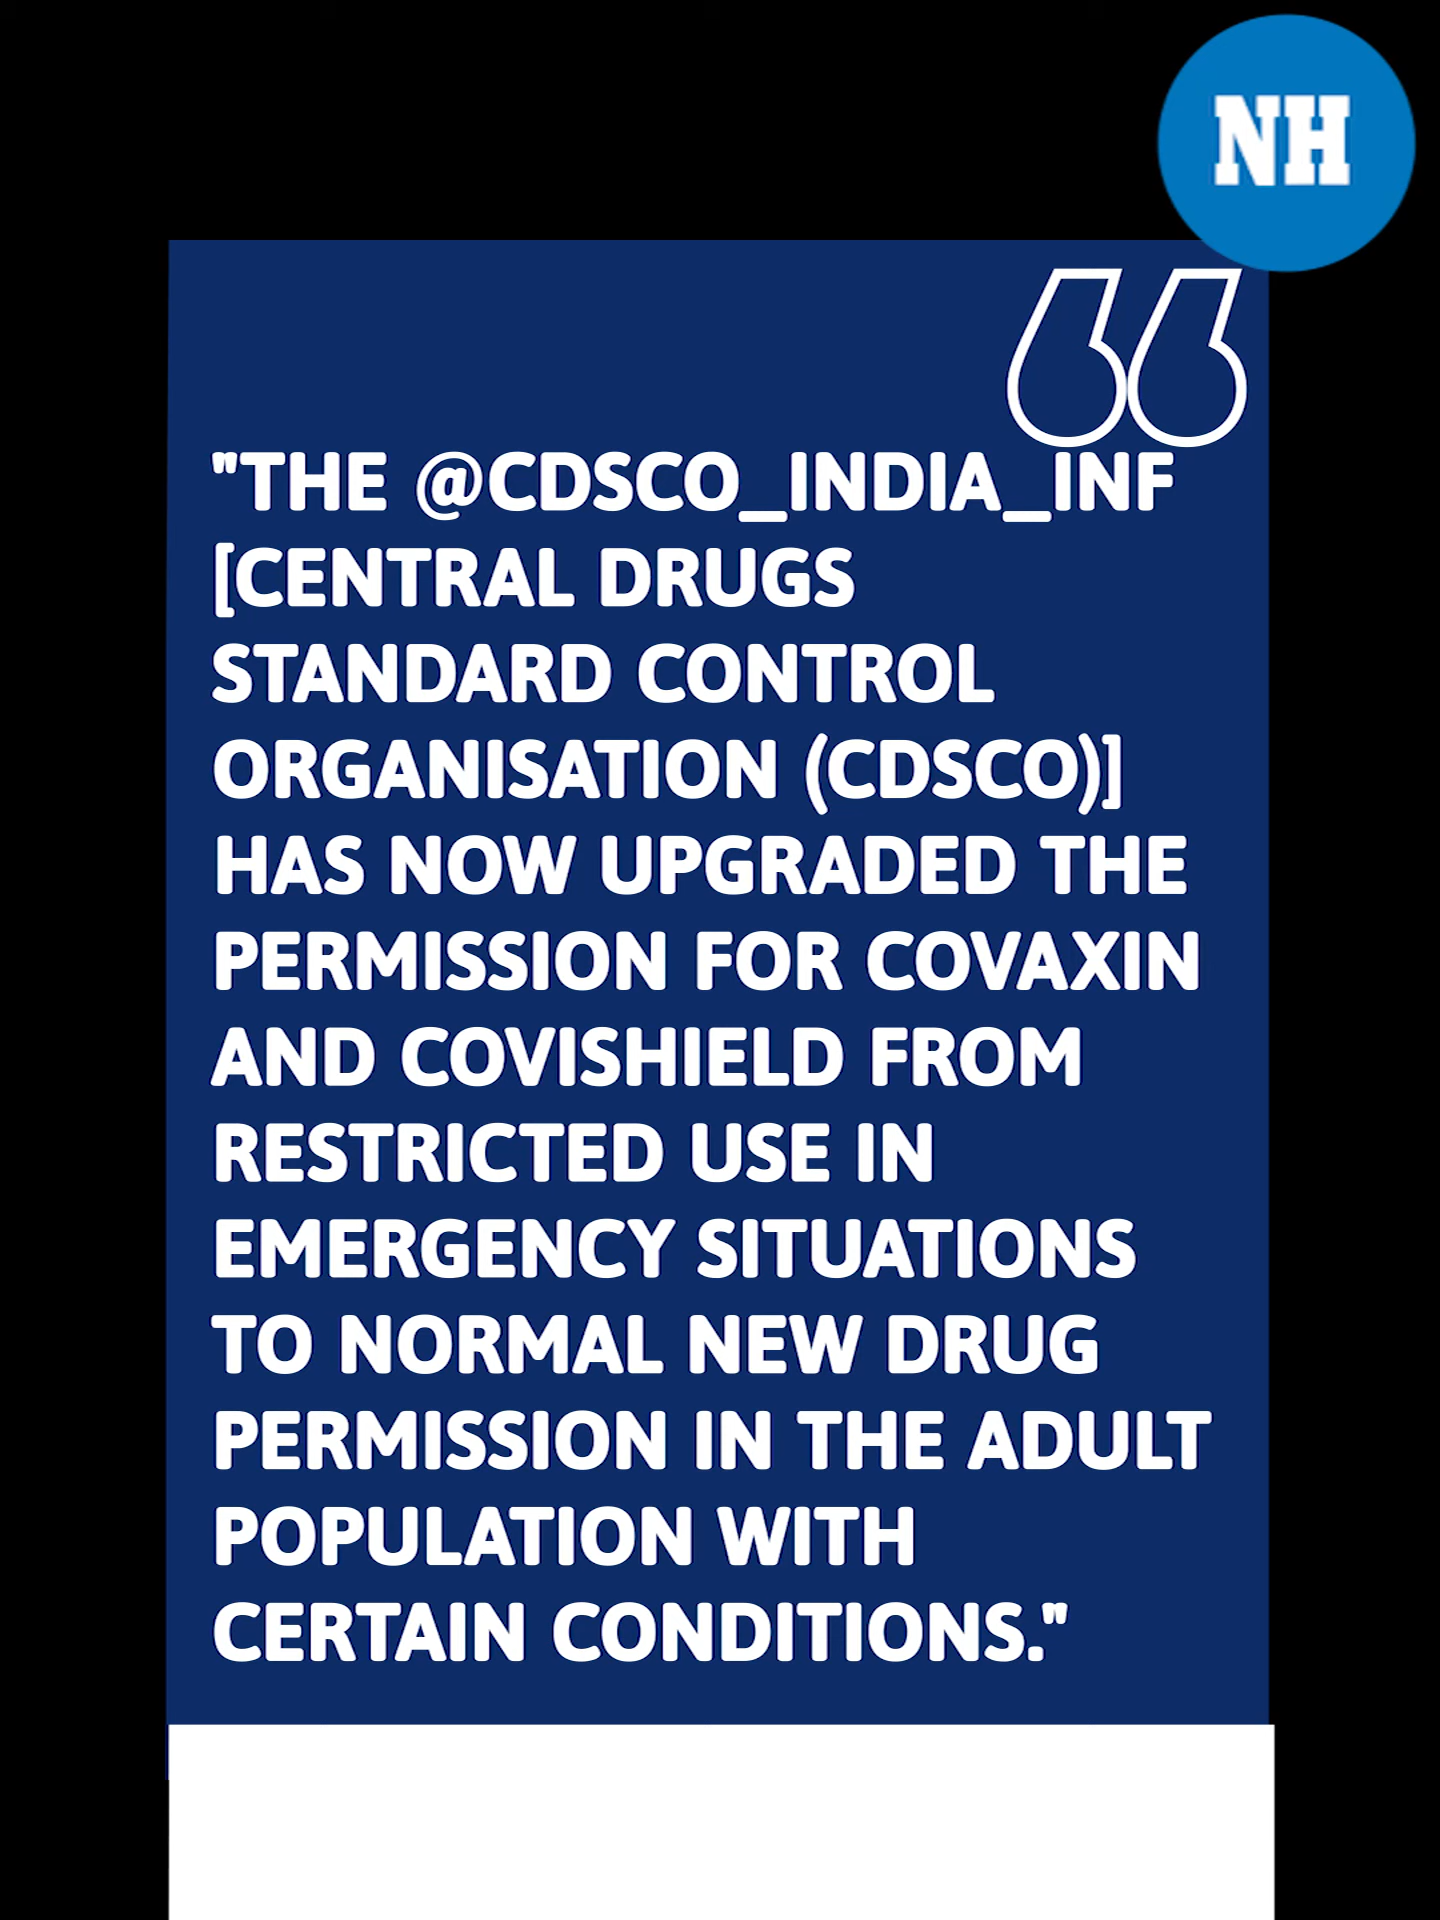 NH
"THE @CDSCO_INDIA_INF
[CENTRAL DRUGS
STANDARD CONTROL
ORGANISATION (CDSCO)]
HAS NOW UPGRADED THE
PERMISSION FOR COVAXIN
AND COVISHIELD FROM
RESTRICTED USE IN
EMERGENCY SITUATIONS
TO NORMAL NEW DRUG
PERMISSION IN THE ADULT
POPULATION WITH
CERTAIN CONDITIONS."